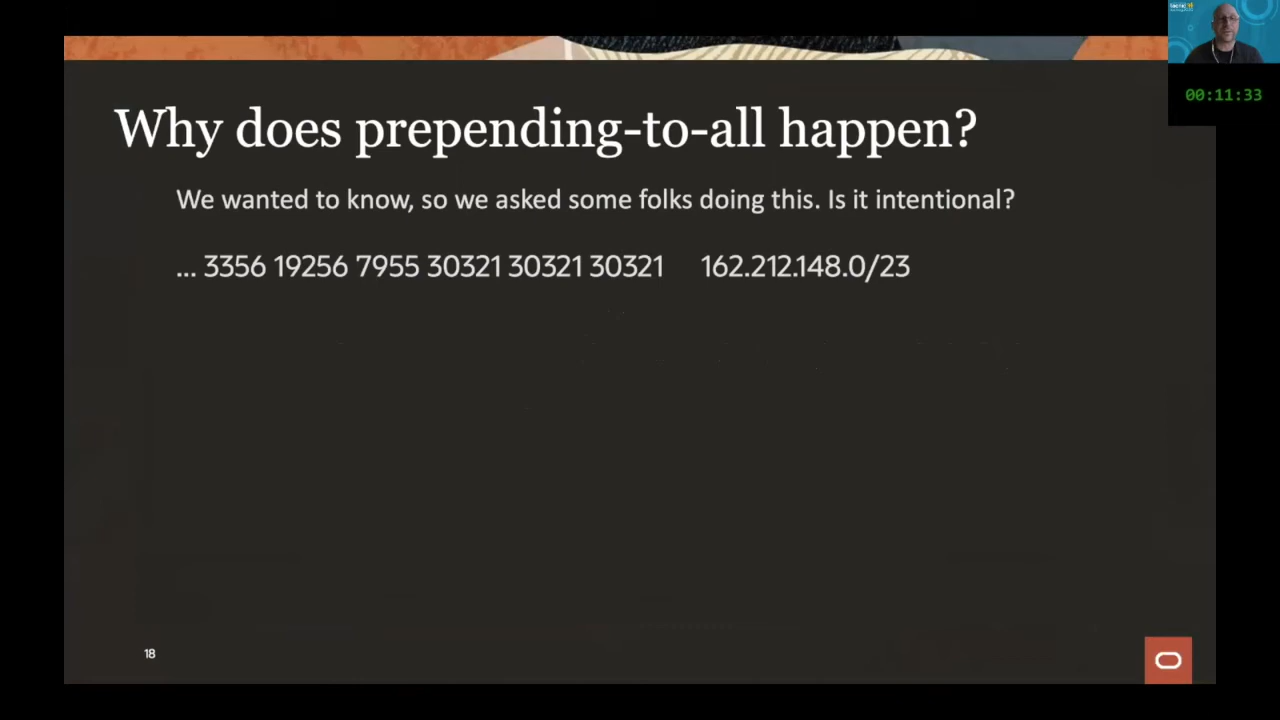 Why does prepending-to-all happen?
We wanted to know, so we asked some folks doing this. Is it intentional?
... 3356 19256 7955 30321 30321 30321 162.212.148.0/23
00:11:33
18